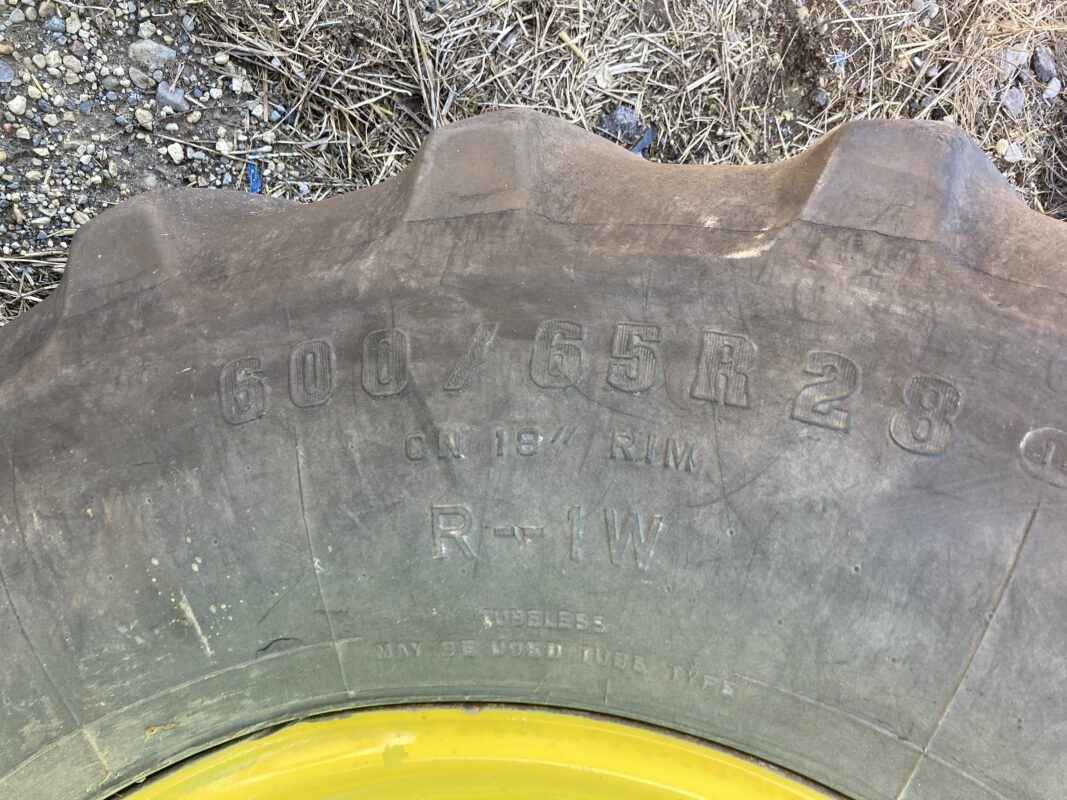 600/65R28
ON 18" RIM
R-1W
TUBELESS
MAY BE USED TUBE TYPE